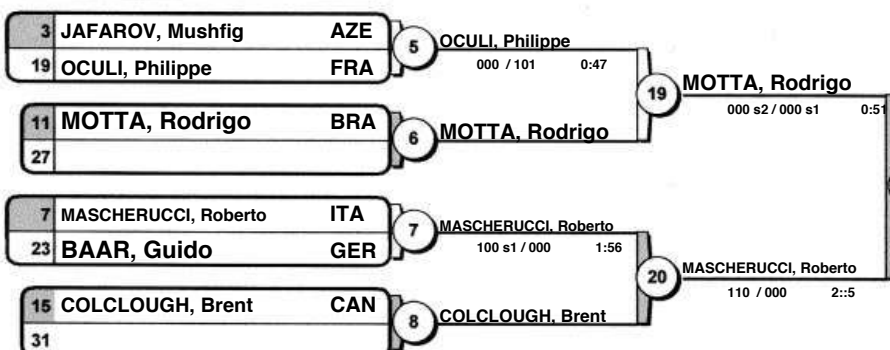 3 JAFAROV, Mushfig AZE
19 OCULI, Philippe FRA
5
OCULI, Philippe
000 / 101 0:47
11 MOTTA, Rodrigo BRA
27
6
MOTTA, Rodrigo
19
MOTTA, Rodrigo
000 s2 / 000 s1 0:51
7 MASCHERUCCI, Roberto ITA
23 BAAR, Guido GER
7
MASCHERUCCI, Roberto
100 s1 / 000 1:56
15 COLCLOUGH, Brent CAN
31
8
COLCLOUGH, Brent
20
MASCHERUCCI, Roberto
110 / 000 2::5